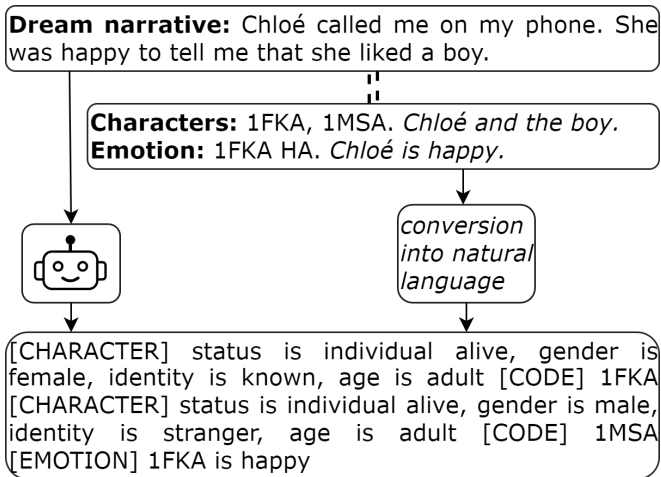 Dream narrative: Chloé called me on my phone. She
was happy to tell me that she liked a boy.
Characters: 1FKA, 1MSA. Chloé and the boy.
Emotion: 1FKA HA. Chloé is happy.
conversion
into natural
language
[CHARACTER] status is individual alive, gender is
female, identity is known, age is adult [CODE] 1FKA
[CHARACTER] status is individual alive, gender is male,
identity is stranger, age is adult [CODE] 1MSA
[EMOTION] 1FKA is happy